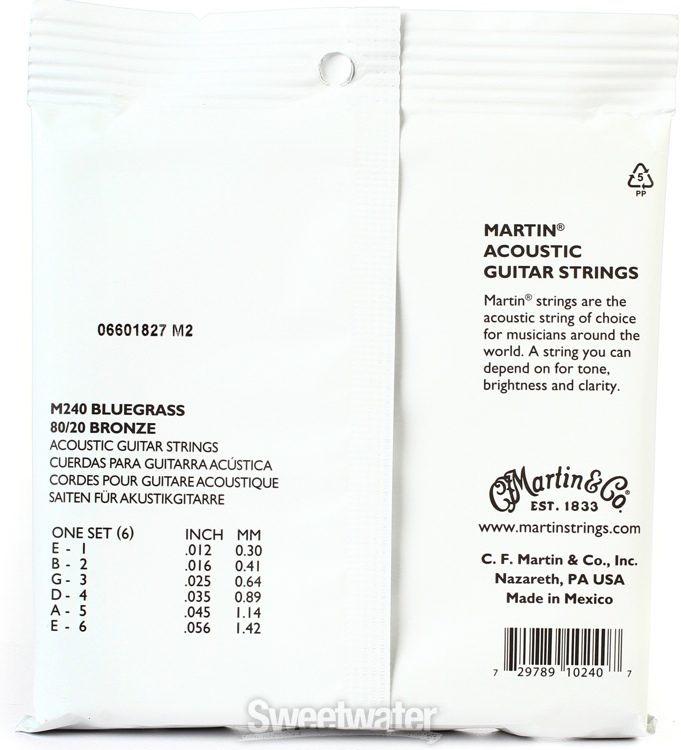 06601827 M2
M240 BLUEGRASS
80/20 BRONZE
ACOUSTIC GUITAR STRINGS
CUERDAS PARA GUITARRA ACÚSTICA
CORDES POUR GUITARE ACOUSTIQUE
SAITEN FÜR AKUSTIKGITARRE
ONE SET (6) INCH MM
E - 1 .012 0.30
B - 2 .016 0.41
G - 3 .025 0.64
D - 4 .035 0.89
A - 5 .045 1.14
E - 6 .056 1.42
5
PP
MARTIN®
ACOUSTIC
GUITAR STRINGS
Martin® strings are the
acoustic string of choice
for musicians around the
world. A string you can
depend on for tone,
brightness and clarity.
CF Martin & Co.®
EST. 1833
www.martinstrings.com
C. F. Martin & Co., Inc.
Nazareth, PA USA
Made in Mexico
7 29789 10240 7
Sweetwater